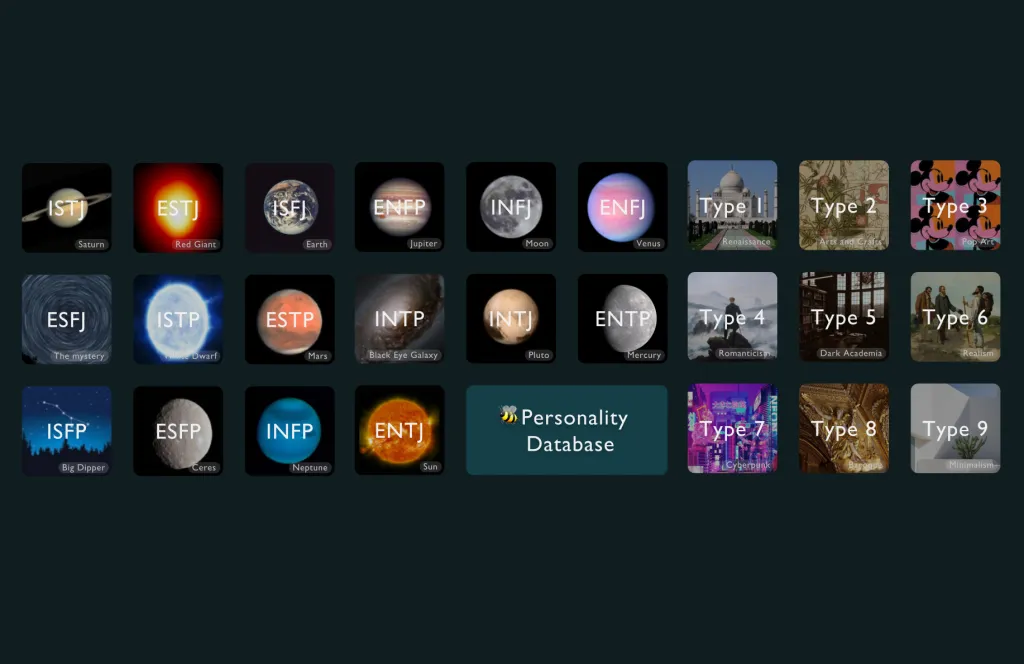 ISTJ
Saturn
ESTJ
Red Giant
ISFJ
Earth
ENFP
Jupiter
INFJ
Moon
ENFJ
Venus
Type 1
Renaissance
Type 2
Arts and Crafts
Type 3
Pop Art
ESFJ
The mystery
ISTP
Dwarf
ESTP
Mars
INTP
Black Eye Galaxy
INTJ
Pluto
ENTP
Mercury
Type 4
Romanticism
Type 5
Dark Academia
Type 6
Realism
ISFP
Big Dipper
ESFP
Ceres
INFP
Neptune
ENTJ
Sun
Personality
Database
Type 7
Cyberpunk
NEON
Type 8
Baroque
Type 9
Minimalism